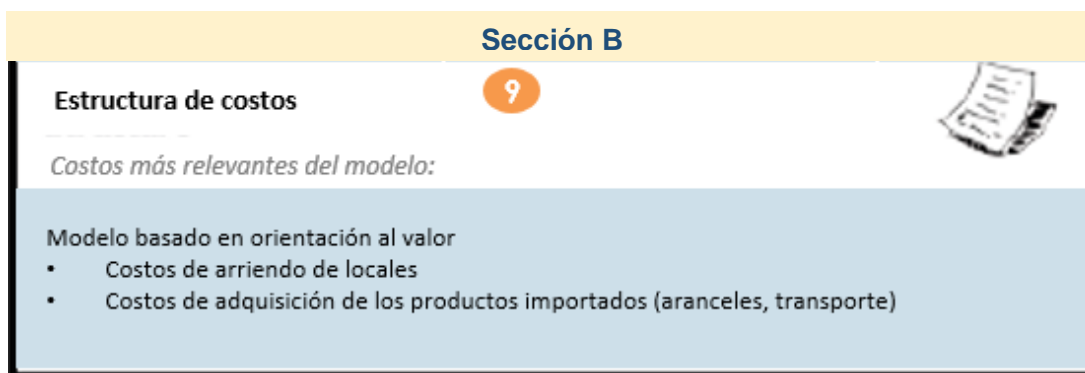 Sección B
Estructura de costos
9
Costos más relevantes del modelo:
Modelo basado en orientación al valor
• Costos de arriendo de locales
• Costos de adquisición de los productos importados (aranceles, transporte)